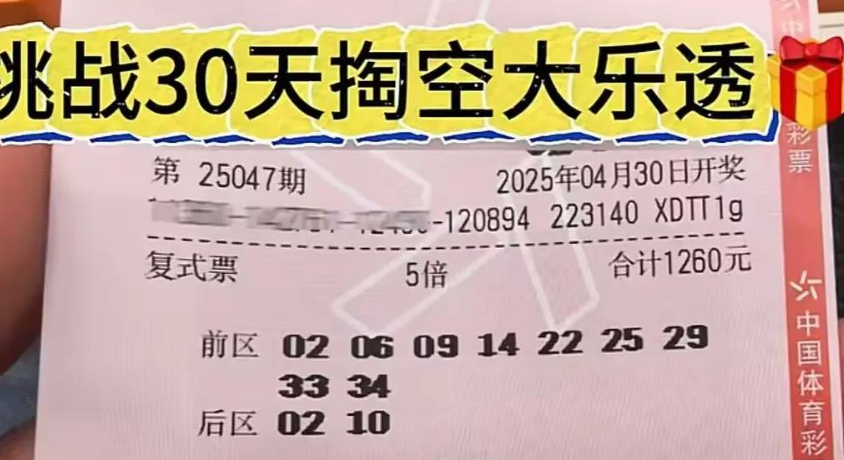 挑战30天掏空大乐透
第 25047期 2025年04月30日开奖
-120894 223140 XDTT1g
复式票 5倍 合计1260元
前区 02 06 09 14 22 25 29
33 34
后区 02 10
彩票
中国体育彩